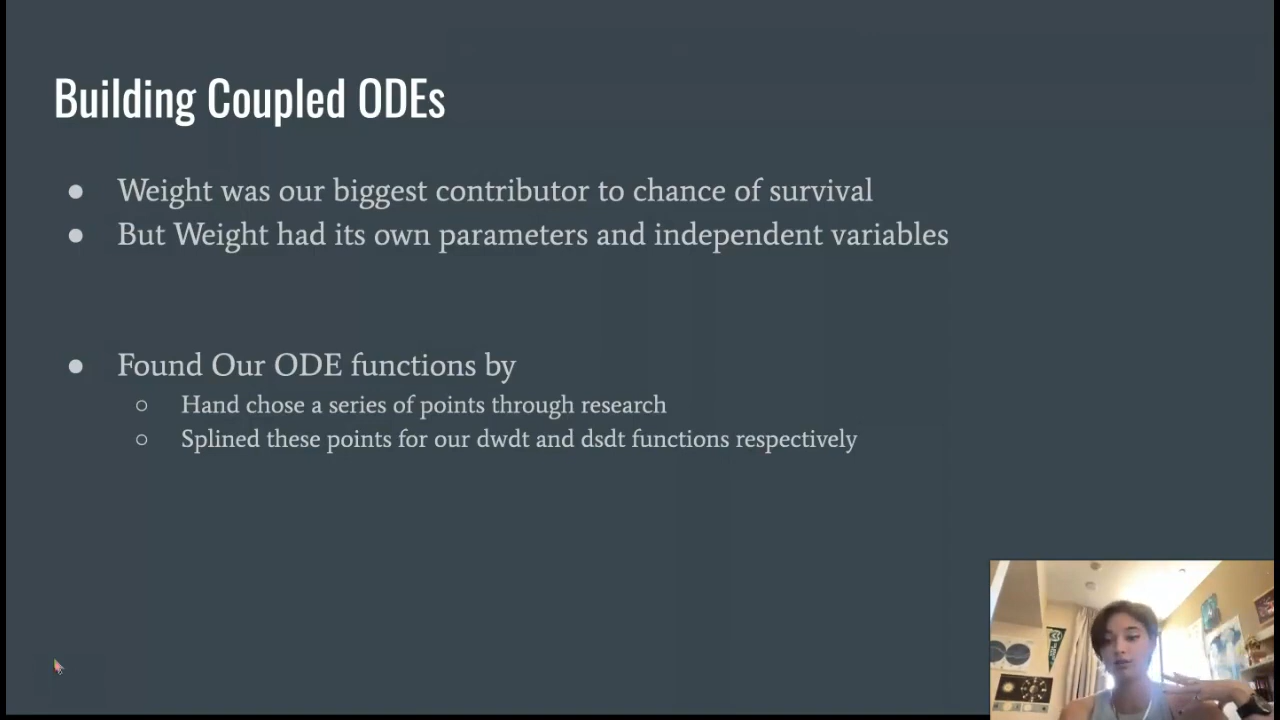 Building Coupled ODEs
● Weight was our biggest contributor to chance of survival
● But Weight had its own parameters and independent variables
● Found Our ODE functions by
○ Hand chose a series of points through research
○ Splined these points for our dwdt and dsdt functions respectively